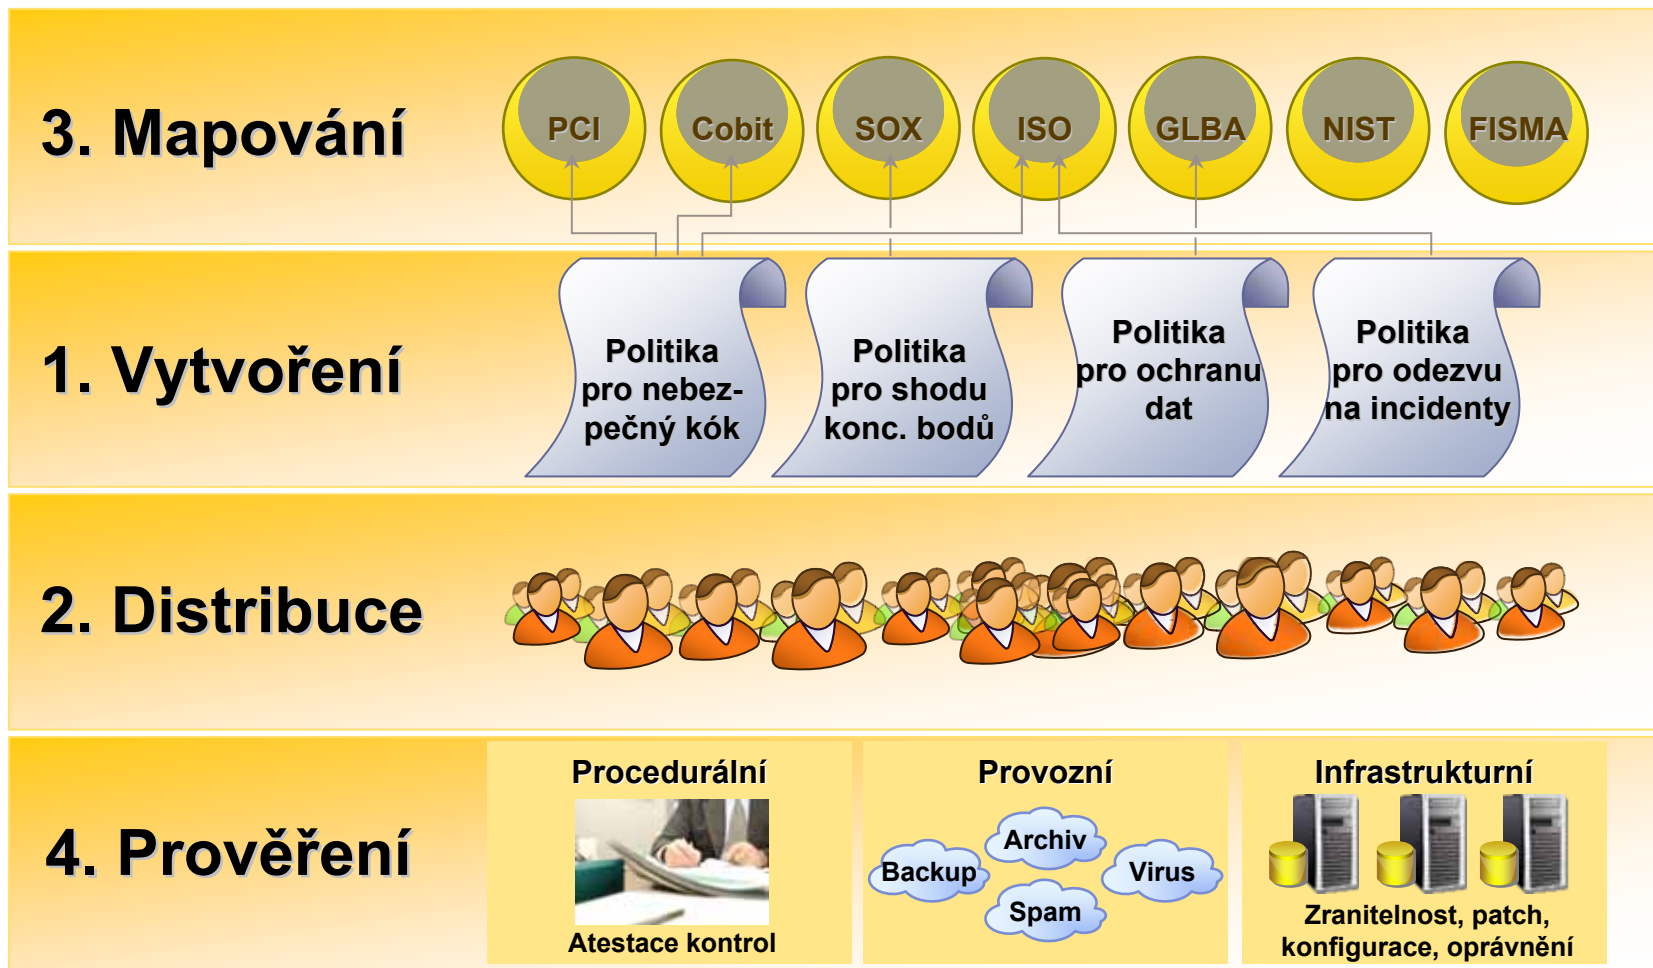 3. Mapování
PCI
Cobit
SOX
ISO
GLBA
NIST
FISMA
1. Vytvoření
Politika
pro nebez-
pečný kók
Politika
pro shodu
konc. bodů
Politika
pro ochranu
dat
Politika
pro odezvu
na incidenty
2. Distribuce
4. Prověření
Procedurální
Atestace kontrol
Provozní
Backup
Archiv
Spam
Virus
Infrastrukturní
Zranitelnost, patch,
konfigurace, oprávnění